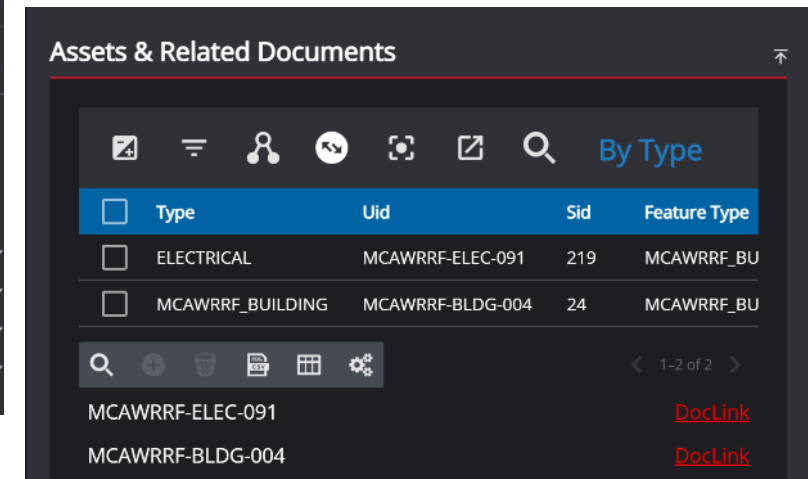 Assets & Related Documents
By Type
Type Uid Sid Feature Type
ELECTRICAL MCAWRRF-ELEC-091 219 MCAWRRF_BU
MCAWRRF_BUILDING MCAWRRF-BLDG-004 24 MCAWRRF_BU
1–2 of 2
MCAWRRF-ELEC-091 DocLink
MCAWRRF-BLDG-004 DocLink